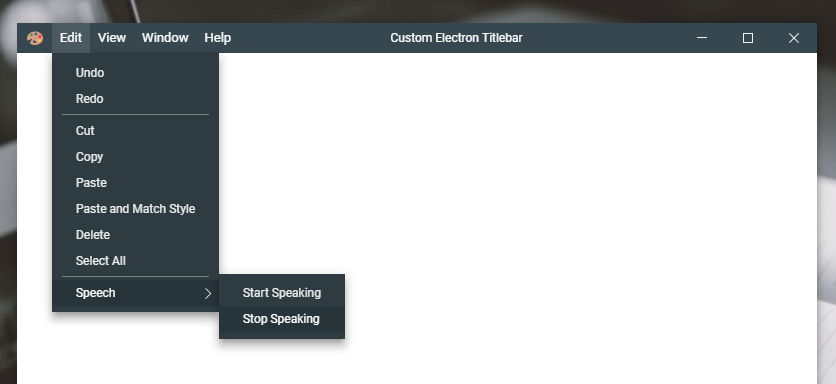 Edit View Window Help Custom Electron Titlebar
Undo
Redo
Cut
Copy
Paste
Paste and Match Style
Delete
Select All
Speech
Start Speaking
Stop Speaking